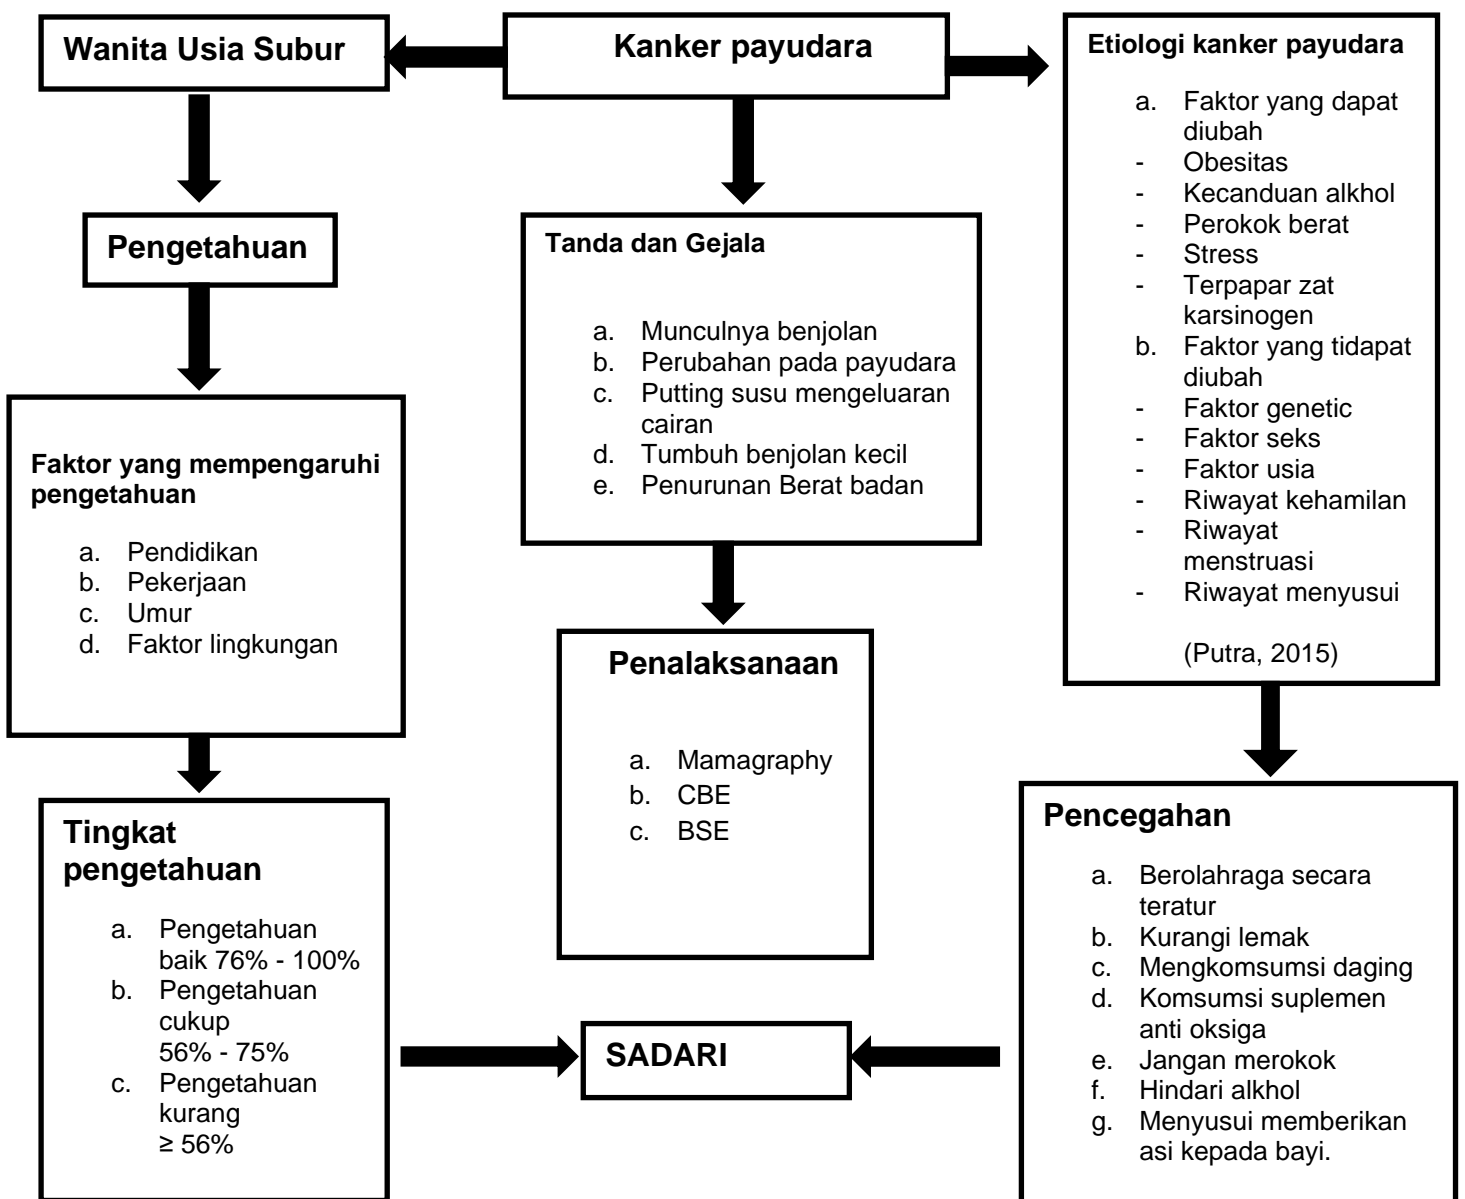 Wanita Usia Subur
Kanker payudara
Etiologi kanker payudara
a. Faktor yang dapat
diubah
- Obesitas
- Kecanduan alkhol
- Perokok berat
- Stress
- Terpapar zat
karsinogen
b. Faktor yang tidapat
diubah
- Faktor genetic
- Faktor seks
- Faktor usia
- Riwayat kehamilan
- Riwayat
menstruasi
- Riwayat menyusui
(Putra, 2015)
Pengetahuan
Tanda dan Gejala
a. Munculnya benjolan
b. Perubahan pada payudara
c. Putting susu mengeluaran
cairan
d. Tumbuh benjolan kecil
e. Penurunan Berat badan
Faktor yang mempengaruhi
pengetahuan
a. Pendidikan
b. Pekerjaan
c. Umur
d. Faktor lingkungan
Penalaksanaan
a. Mamagraphy
b. CBE
c. BSE
Tingkat
pengetahuan
a. Pengetahuan
baik 76% - 100%
b. Pengetahuan
cukup
56% - 75%
c. Pengetahuan
kurang
≥ 56%
SADARI
Pencegahan
a. Berolahraga secara
teratur
b. Kurangi lemak
c. Mengkomsumsi daging
d. Komsumsi suplemen
anti oksiga
e. Jangan merokok
f. Hindari alkhol
g. Menyusui memberikan
asi kepada bayi.